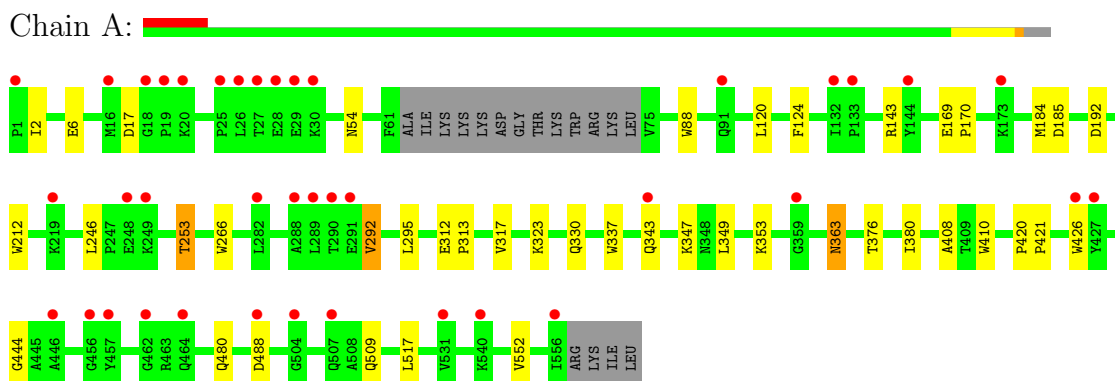 Chain A:
P1 I2 E6 M16 D17 G18 P19 K20 P25 L26 T27 E28 E29 K30 N54 F61 ALA ILE LYS LYS LYS ASP GLY THR LYS TRP ARG LYS LEU V75 W88 Q91 L120 F124 I132 P133 R143 Y144 E169 P170 K173 M184 D185 D192
W212 K219 L246 P247 E248 K249 T253 W266 L282 A288 L289 T290 E291 V292 L295 E312 P313 V317 K323 Q330 W337 Q343 K347 N348 L349 K353 G359 N363 T376 I380 A408 T409 W410 P420 P421 W426 Y427
G444 A445 A446 G456 Y457 G462 R463 Q464 Q480 D488 G504 Q507 A508 Q509 L517 V531 K540 V552 I556 ARG LYS ILE LEU